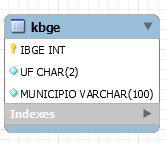 kbge
IBGE INT
UF CHAR(2)
MUNICIPIO VARCHAR(100)
Indexes